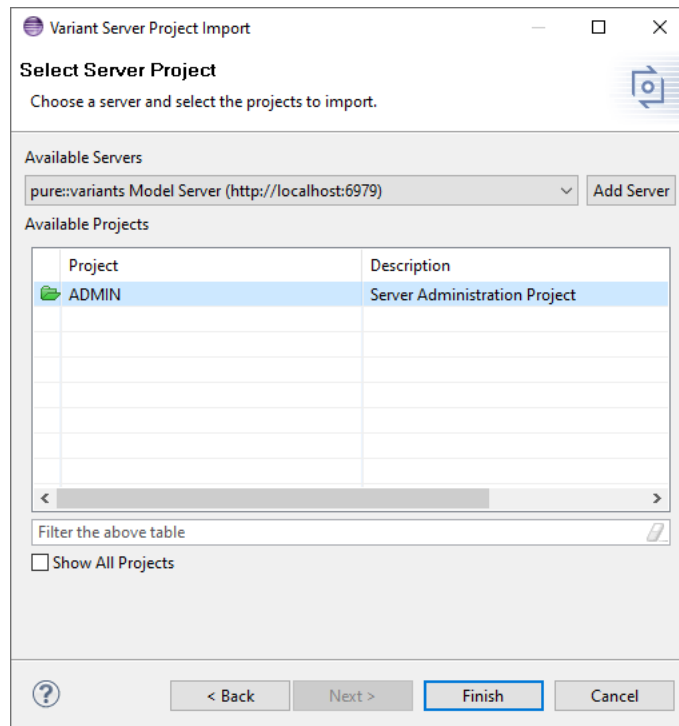 Variant Server Project Import
Select Server Project
Choose a server and select the projects to import.
Available Servers
pure::variants Model Server (http://localhost:6979)
Add Server
Available Projects
Project Description
ADMIN Server Administration Project
Filter the above table
Show All Projects
? < Back Next > Finish Cancel